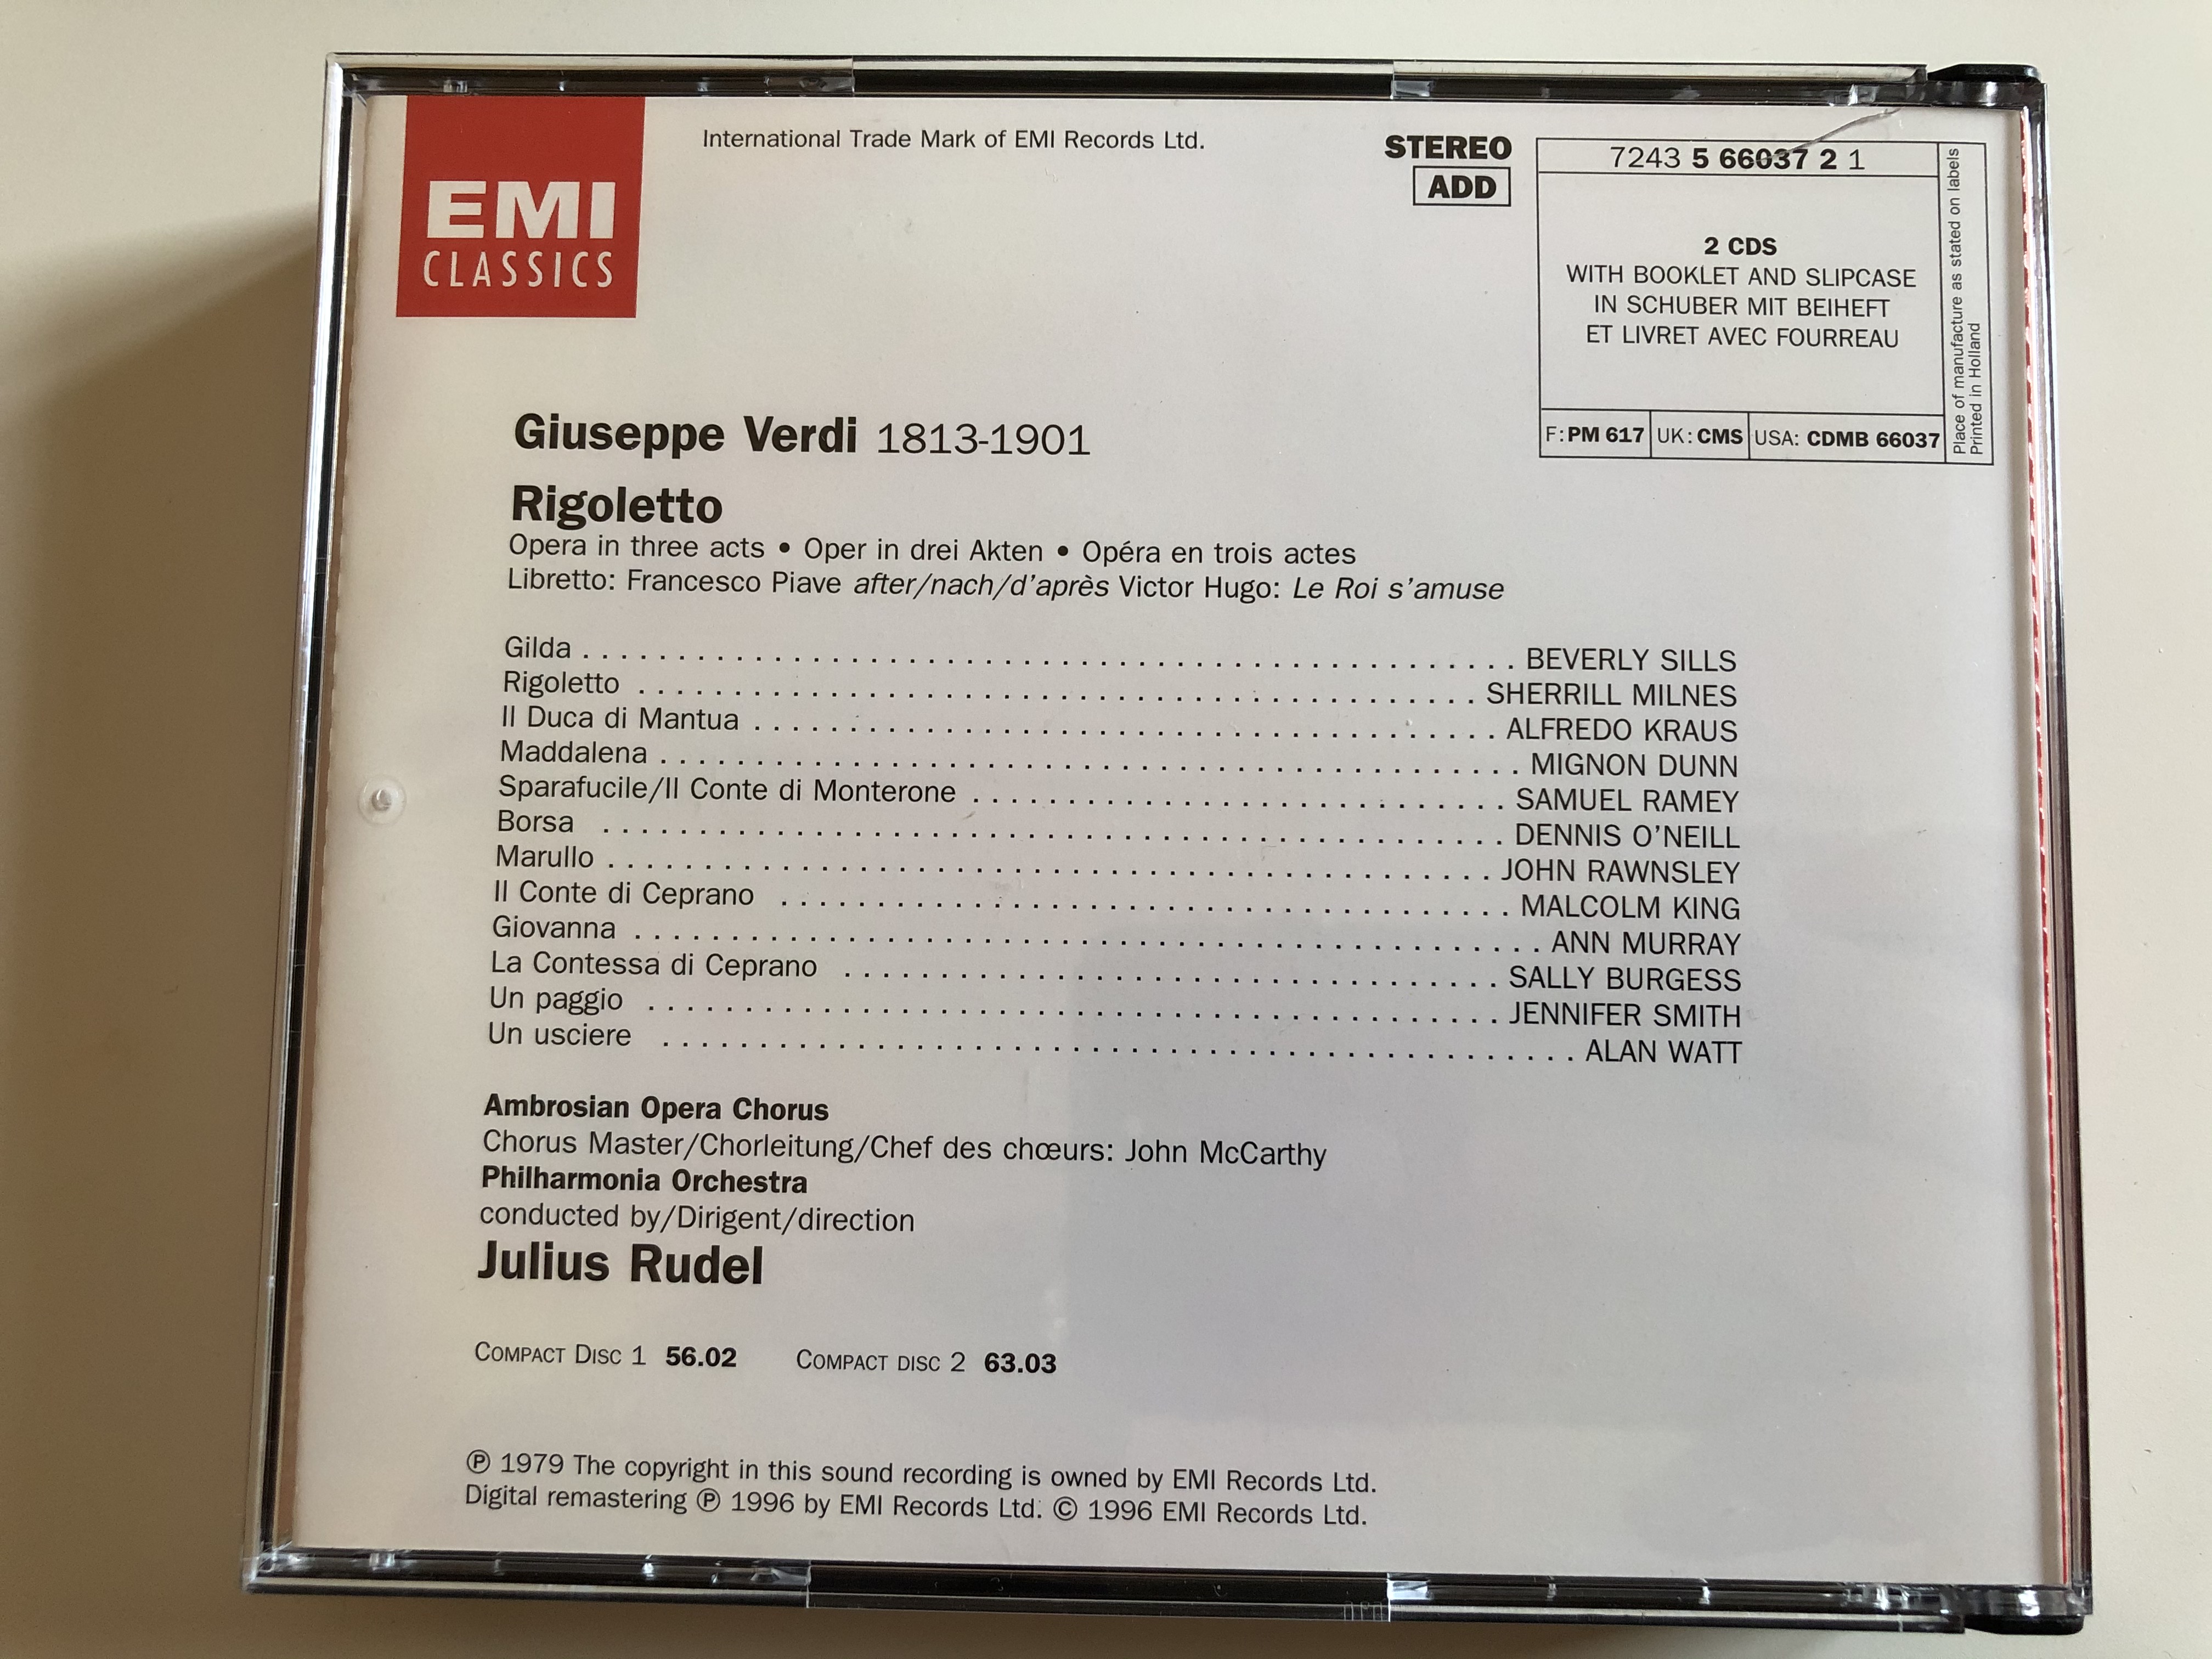 EMI
CLASSICS
International Trade Mark of EMI Records Ltd.
STEREO
ADD
7243 5 66037 2 1
2 CDS
WITH BOOKLET AND SLIPCASE
IN SCHUBER MIT BEIHEFT
ET LIVRET AVEC FOURREAU
F: PM 617 UK: CMS USA: CDMB 66037
Place of manufacture as stated on labels
Printed in Holland
Giuseppe Verdi 1813-1901
Rigoletto
Opera in three acts • Oper in drei Akten • Opéra en trois actes
Libretto: Francesco Piave after/nach/d'après Victor Hugo: Le Roi s'amuse
Gilda . . . . . . . . . . BEVERLY SILLS
Rigoletto . . . . . . . . . . SHERRILL MILNES
Il Duca di Mantua . . . . . . . . . . ALFREDO KRAUS
Maddalena . . . . . . . . . . MIGNON DUNN
Sparafucile/Il Conte di Monterone . . . . . . . . . . SAMUEL RAMEY
Borsa . . . . . . . . . . DENNIS O'NEILL
Marullo . . . . . . . . . . JOHN RAWNSLEY
Il Conte di Ceprano . . . . . . . . . . MALCOLM KING
Giovanna . . . . . . . . . . ANN MURRAY
La Contessa di Ceprano . . . . . . . . . . SALLY BURGESS
Un paggio . . . . . . . . . . JENNIFER SMITH
Un usciere . . . . . . . . . . ALAN WATT
Ambrosian Opera Chorus
Chorus Master/Chorleitung/Chef des chœurs: John McCarthy
Philharmonia Orchestra
conducted by/Dirigent/direction
Julius Rudel
COMPACT DISC 1 56.02 COMPACT DISC 2 63.03
℗ 1979 The copyright in this sound recording is owned by EMI Records Ltd.
Digital remastering ℗ 1996 by EMI Records Ltd. © 1996 EMI Records Ltd.